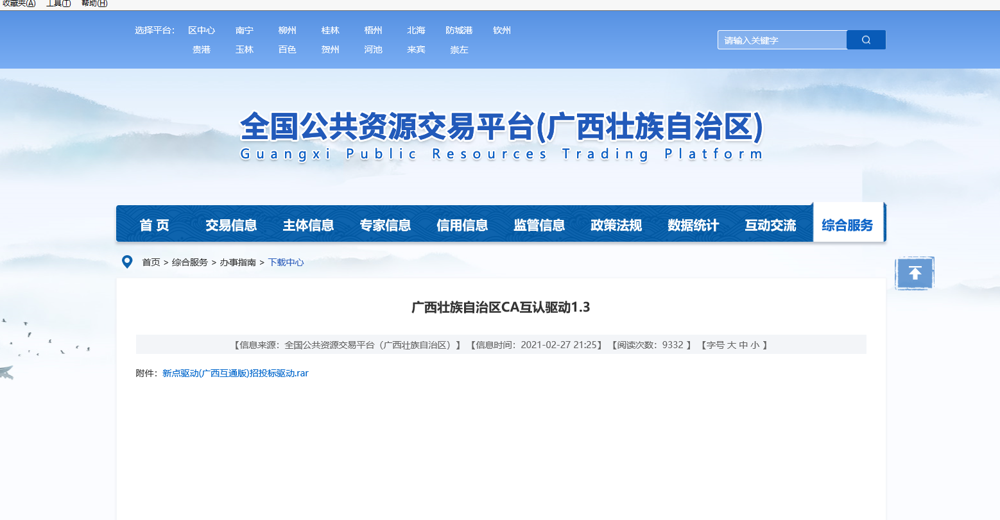 收藏夹(A) 工具(T) 帮助(H)
选择平台: 区中心 南宁 柳州 桂林 梧州 北海 防城港 钦州
贵港 玉林 百色 贺州 河池 来宾 崇左
请输入关键字
全国公共资源交易平台(广西壮族自治区)
Guangxi Public Resources Trading Platform
首 页 交易信息 主体信息 专家信息 信用信息 监管信息 政策法规 数据统计 互动交流 综合服务
首页 > 综合服务 > 办事指南 > 下载中心
广西壮族自治区CA互认驱动1.3
【信息来源：全国公共资源交易平台（广西壮族自治区）】 【信息时间：2021-02-27 21:25】 【阅读次数：9332 】 【字号 大 中 小 】
附件：新点驱动(广西互通版)招投标驱动.rar